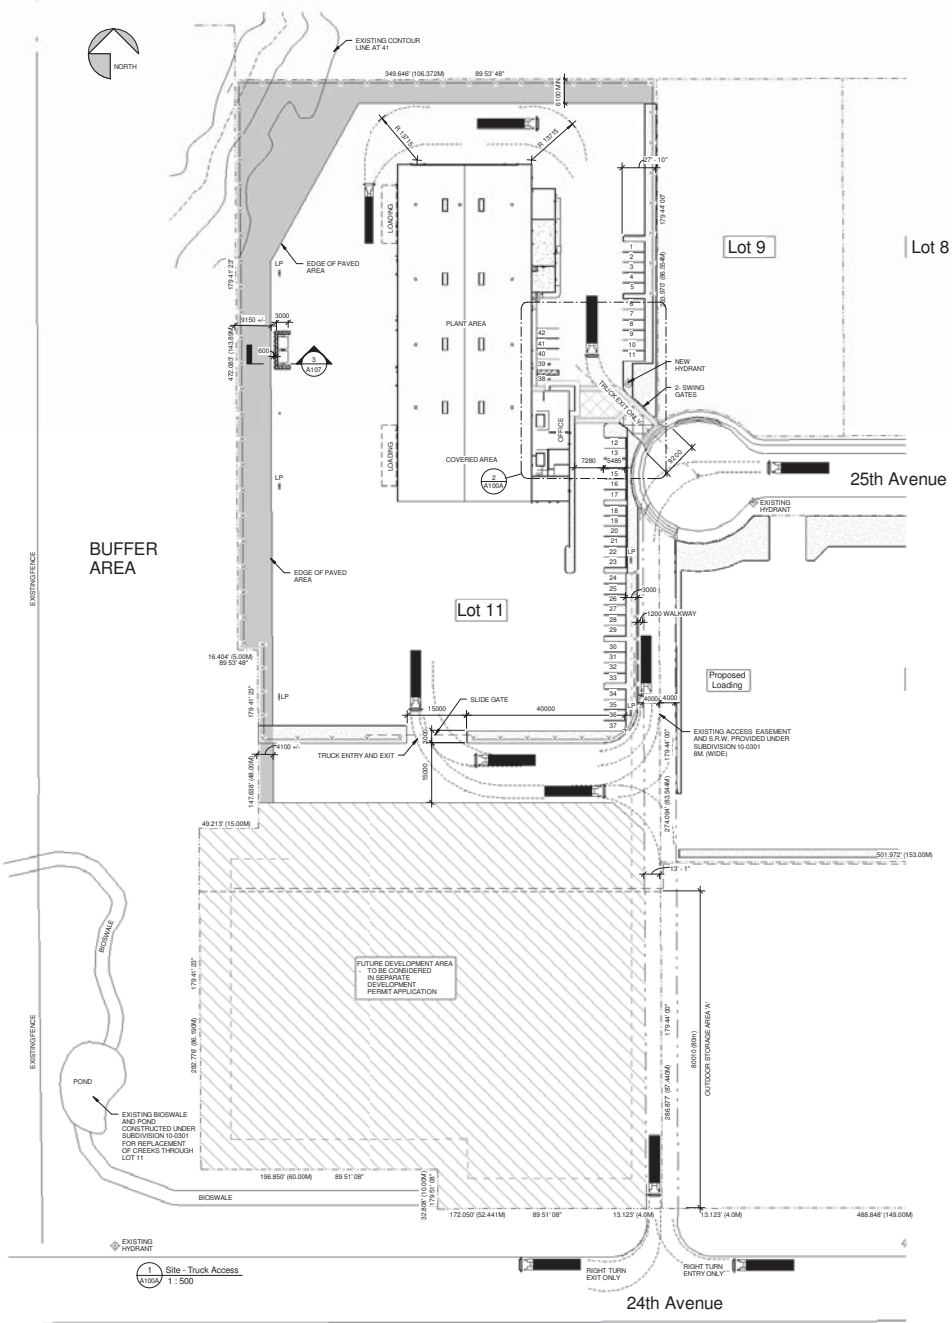 EXISTING CONTOUR
LINE AT 41
NORTH
349.646' (106.372M)
89 53' 48"
6100 M
R 13715
R 13715
27' - 10"
179 44' 00"
LOADING
Lot 9
Lot 8
LP
EDGE OF PAVED
AREA
179 41' 23"
1
2
3
4
5
6
7
8
9
10
11
9150 +/-
3000
600
3
A107
472.083' (143.89M)
PLANT AREA
42
41
40
39
38
NEW
HYDRANT
2- SWING
GATES
TRUCK EXIT ONLY
OFFICE
LOADING
COVERED AREA
2
A100A
7280
5485
9200
12
13
15
16
17
18
19
20
21
22
23
LP
LP
25th Avenue
EXISTING
HYDRANT
BUFFER
AREA
EXISTING FENCE
EDGE OF PAVED
AREA
Lot 11
24
25
26
27
28
29
30
31
32
33
34
35
36
37
3000
1200 WALKWAY
16.404' (5.00M)
89 53' 48"
179 41' 23"
LP
SLIDE GATE
15000
40000
LP
4000
4000
Proposed
Loading
EXISTING ACCESS EASEMENT
AND S.R.W. PROVIDED UNDER
SUBDIVISION 10-0301
8M. (WIDE)
179 44' 00"
274.094' (83.544M)
TRUCK ENTRY AND EXIT
3000
15000
4100 +/-
147.638' (48.00M)
49.213' (15.00M)
501.972' (153.00M)
13' - 1"
BIOSWALE
FUTURE DEVELOPMENT AREA
- TO BE CONSIDERED
IN SEPARATE
DEVELOPMENT
PERMIT APPLICATION
179 41' 23"
282.776' (86.190M)
179 44' 00"
286.877' (87.440M)
80010 (80m)
OUTDOOR STORAGE AREA 'A'
EXISTING FENCE
POND
EXISTING BIOSWALE
AND POND
CONSTRUCTED UNDER
SUBDIVISION 10-0301
FOR REPLACEMENT
OF CREEKS THROUGH
LOT 11
196.850' (60.00M)
89 51' 08"
BIOSWALE
32.808' (10.00M)
179 51' 08"
172.050' (52.441M)
89 51' 08"
13.123' (4.0M)
13.123' (4.0M)
488.848' (149.00M)
EXISTING
HYDRANT
1
A100A
Site - Truck Access
1 : 500
RIGHT TURN
EXIT ONLY
RIGHT TURN
ENTRY ONLY
24th Avenue